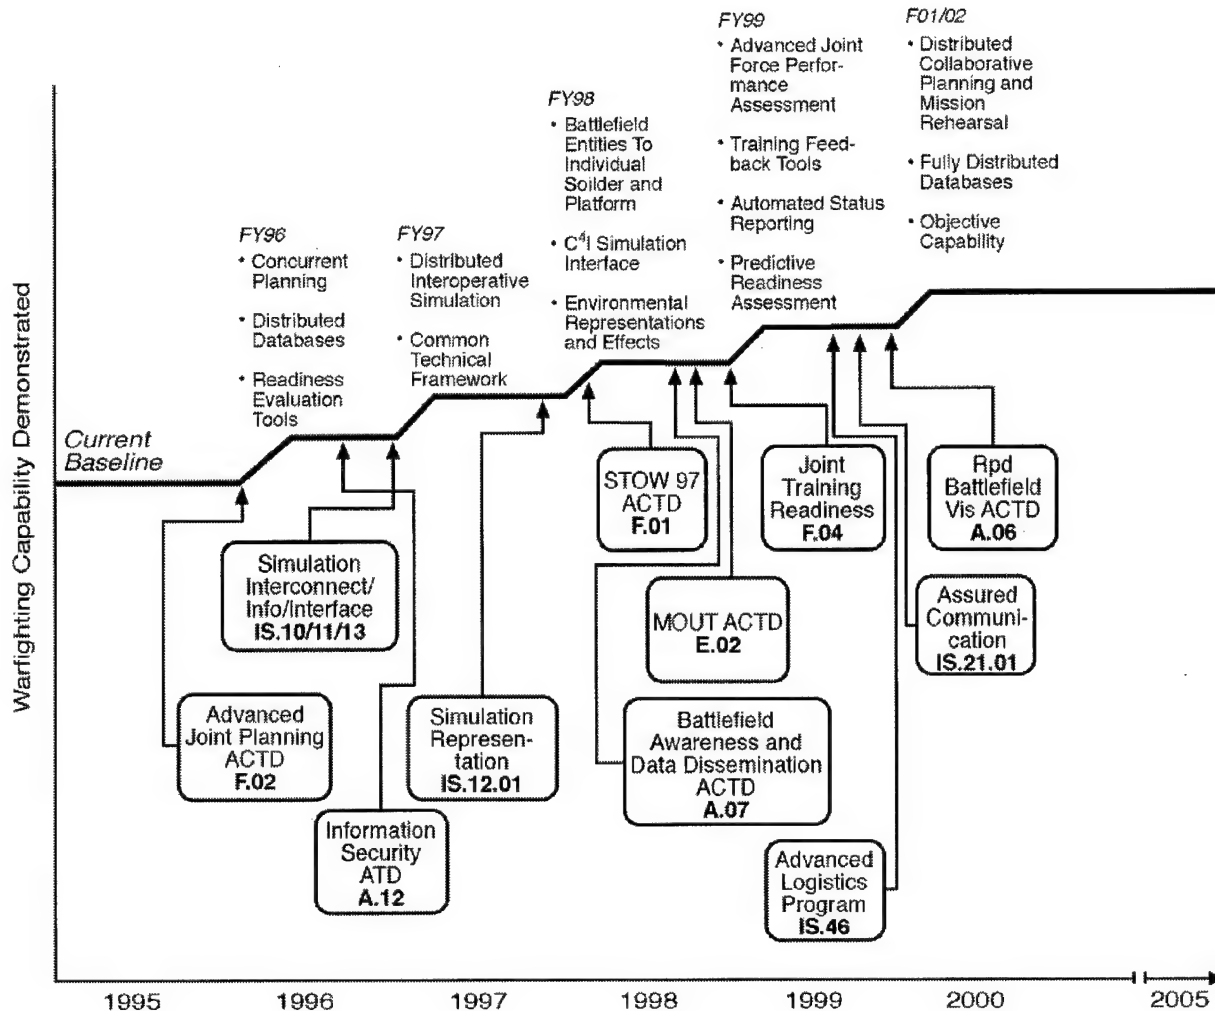 FY96
• Concurrent
Planning
• Distributed
Databases
• Readiness
Evaluation
Tools
FY97
• Distributed
Interoperative
Simulation
• Common
Technical
Framework
FY98
• Battlefield
Entities To
Individual
Soilder and
Platform
• C⁴I Simulation
Interface
• Environmental
Representations
and Effects
FY99
• Advanced Joint
Force Perfor-
mance
Assessment
• Training Feed-
back Tools
• Automated Status
Reporting
• Predictive
Readiness
Assessment
F01/02
• Distributed
Collaborative
Planning and
Mission
Rehearsal
• Fully Distributed
Databases
• Objective
Capability
Warfighting Capability Demonstrated
Current
Baseline
Advanced
Joint Planning
ACTD
F.02
Simulation
Interconnect/
Info/Interface
IS.10/11/13
Information
Security
ATD
A.12
Simulation
Represen-
tation
IS.12.01
STOW 97
ACTD
F.01
MOUT ACTD
E.02
Battlefield
Awareness and
Data Dissemination
ACTD
A.07
Joint
Training
Readiness
F.04
Advanced
Logistics
Program
IS.46
Rpd
Battlefield
Vis ACTD
A.06
Assured
Communi-
cation
IS.21.01
1995 1996 1997 1998 1999 2000 2005